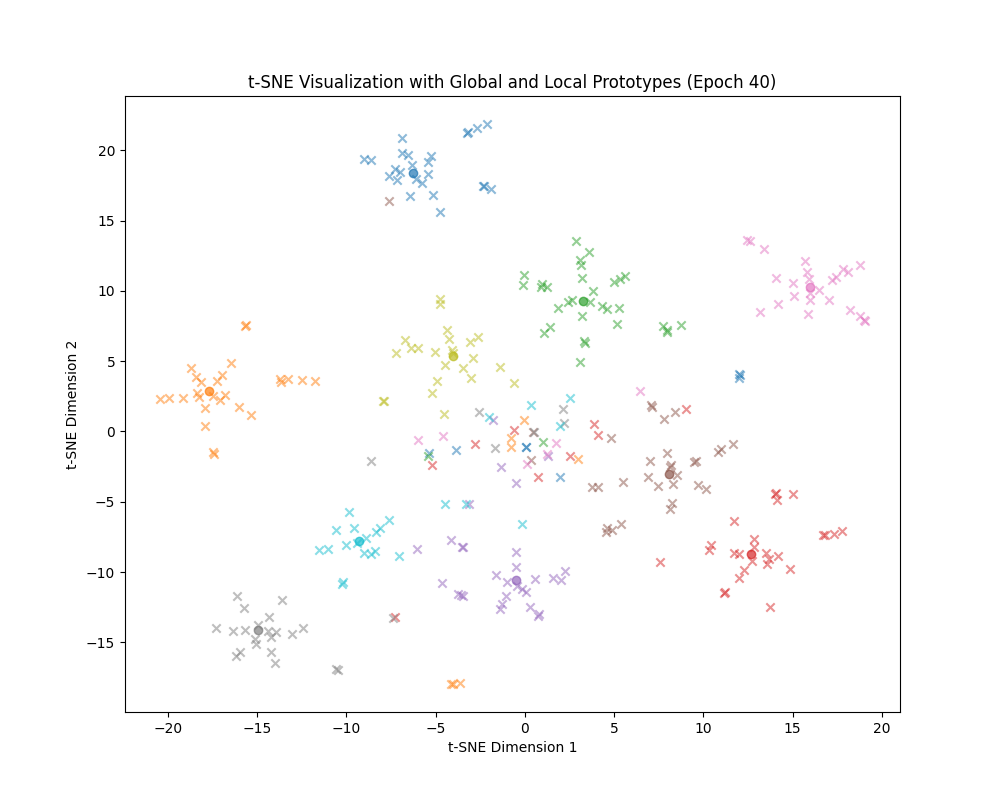 t-SNE Visualization with Global and Local Prototypes (Epoch 40)
t-SNE Dimension 2
20
15
10
5
0
−5
−10
−15
−20 −15 −10 −5 0 5 10 15 20
t-SNE Dimension 1